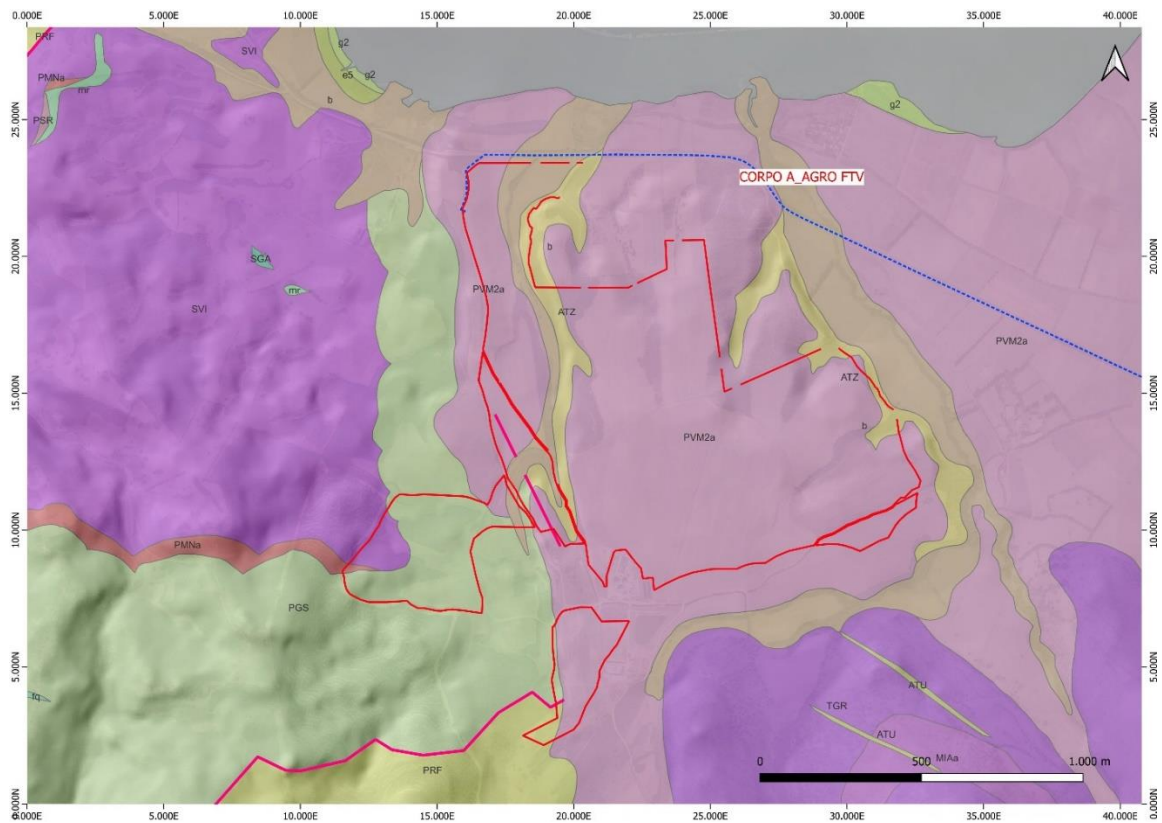 0.000E 5.000E 10.000E 15.000E 20.000E 25.000E 30.000E 35.000E 40.000E
PRF
SVI
g2
PMNa
mr
e5
g2
b
g2
PSR
25.000N
25.000N
CORPO A_AGRO FTV
b
20.000N
20.000N
SGA
mr
PVM2a
SVI
ATZ
PVM2a
15.000N
15.000N
ATZ
b
PVM2a
10.000N
10.000N
PMNa
PGS
5.000N
5.000N
fq
ATU
TGR
ATU
MIAa
PRF
0 500 1.000 m
0.000N
0.000N
5.000E 10.000E 15.000E 20.000E 25.000E 30.000E 35.000E 40.000E